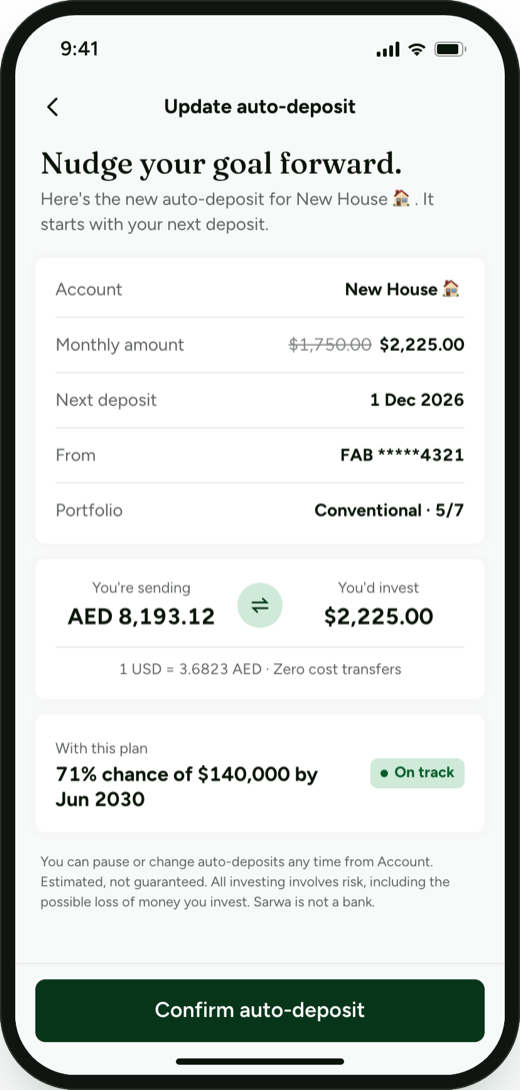 9:41
Update auto-deposit
Nudge your goal forward.
Here's the new auto-deposit for New House 🏠 . It
starts with your next deposit.
Account New House 🏠
Monthly amount $1,750.00 $2,225.00
Next deposit 1 Dec 2026
From FAB *****4321
Portfolio Conventional · 5/7
You're sending You'd invest
AED 8,193.12 $2,225.00
1 USD = 3.6823 AED · Zero cost transfers
With this plan
71% chance of $140,000 by
Jun 2030
On track
You can pause or change auto-deposits any time from Account.
Estimated, not guaranteed. All investing involves risk, including the
possible loss of money you invest. Sarwa is not a bank.
Confirm auto-deposit